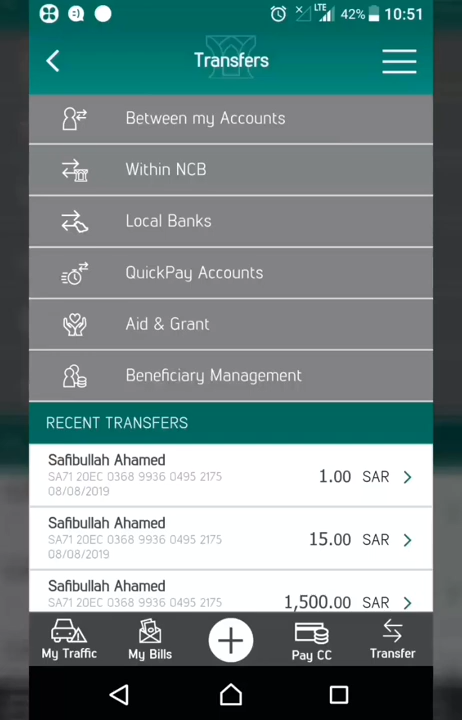 LTE 42% 10:51
Transfers
Between my Accounts
Within NCB
Local Banks
QuickPay Accounts
Aid & Grant
Beneficiary Management
RECENT TRANSFERS
Safibullah Ahamed
SA71 20EC 0368 9936 0495 2175
1.00 SAR
08/08/2019
Safibullah Ahamed
SA71 20EC 0368 9936 0495 2175
15.00 SAR
08/08/2019
Safibullah Ahamed
SA71 20EC 0368 9936 0495 2175
1,500.00 SAR
My Traffic
My Bills
Pay CC
Transfer